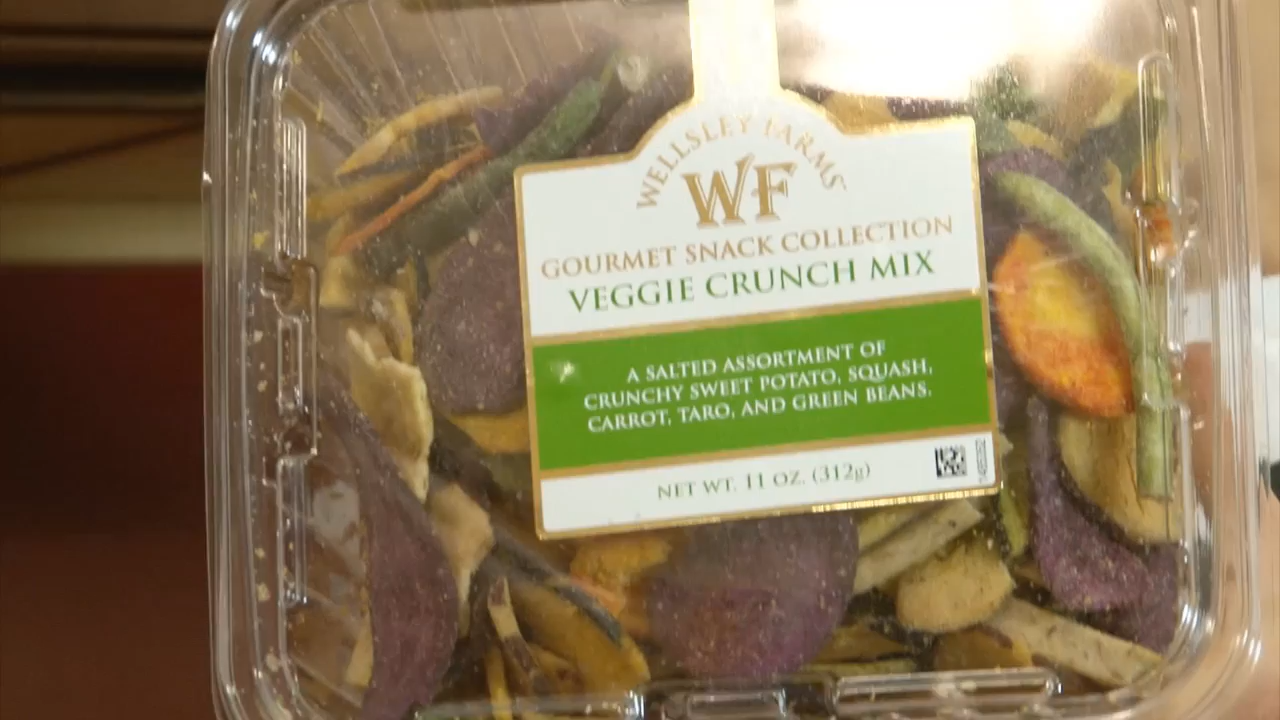 WELLSLEY FARMS
WF
GOURMET SNACK COLLECTION
VEGGIE CRUNCH MIX
A SALTED ASSORTMENT OF
CRUNCHY SWEET POTATO, SQUASH,
CARROT, TARO, AND GREEN BEANS.
NET WT. 11 OZ. (312g)